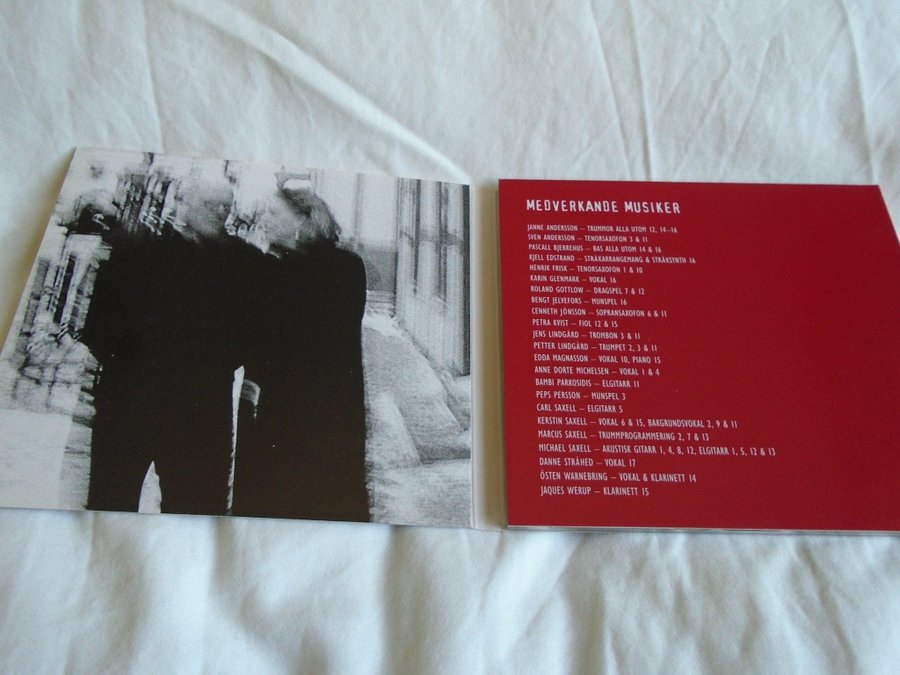 MEDVERKANDE MUSIKER
JANNE ANDERSSON – TRUMMOR ALLA UTOM 12, 14–16
SVEN ANDERSSON – TENORSAXOFON 3 & 11
PASCALL BJERREHUS – BAS ALLA UTOM 14 & 16
KJELL EDSTRAND – STRÅKARRANGEMANG & STRÅKSYNTH 16
HENRIK FRISK – TENORSAXOFON 1 & 10
KARIN GLENMARK – VOKAL 16
ROLAND GOTTLOW – DRAGSPEL 7 & 12
BENGT JELVEFORS – MUNSPEL 16
CENNETH JÖNSSON – SOPRANSAXOFON 6 & 11
PETRA KVIST – FIOL 12 & 15
JENS LINDGÅRD – TROMBON 3 & 11
PETTER LINDGÅRD – TRUMPET 2, 3 & 11
EDDA MAGNASSON – VOKAL 10, PIANO 15
ANNE DORTE MICHELSEN – VOKAL 1 & 4
BAMBI PARKOSIDIS – ELGITARR 11
PEPS PERSSON – MUNSPEL 3
CARL SAXELL – ELGITARR 5
KERSTIN SAXELL – VOKAL 6 & 15, BAKGRUNDSVOKAL 2, 9 & 11
MARCUS SAXELL – TRUMMPROGRAMMERING 2, 7 & 13
MICHAEL SAXELL – AKUSTISK GITARR 1, 4, 8, 12, ELGITARR 1, 5, 12 & 13
DANNE STRÅHED – VOKAL 17
ÖSTEN WARNEBRING – VOKAL & KLARINETT 14
JAQUES WERUP – KLARINETT 15